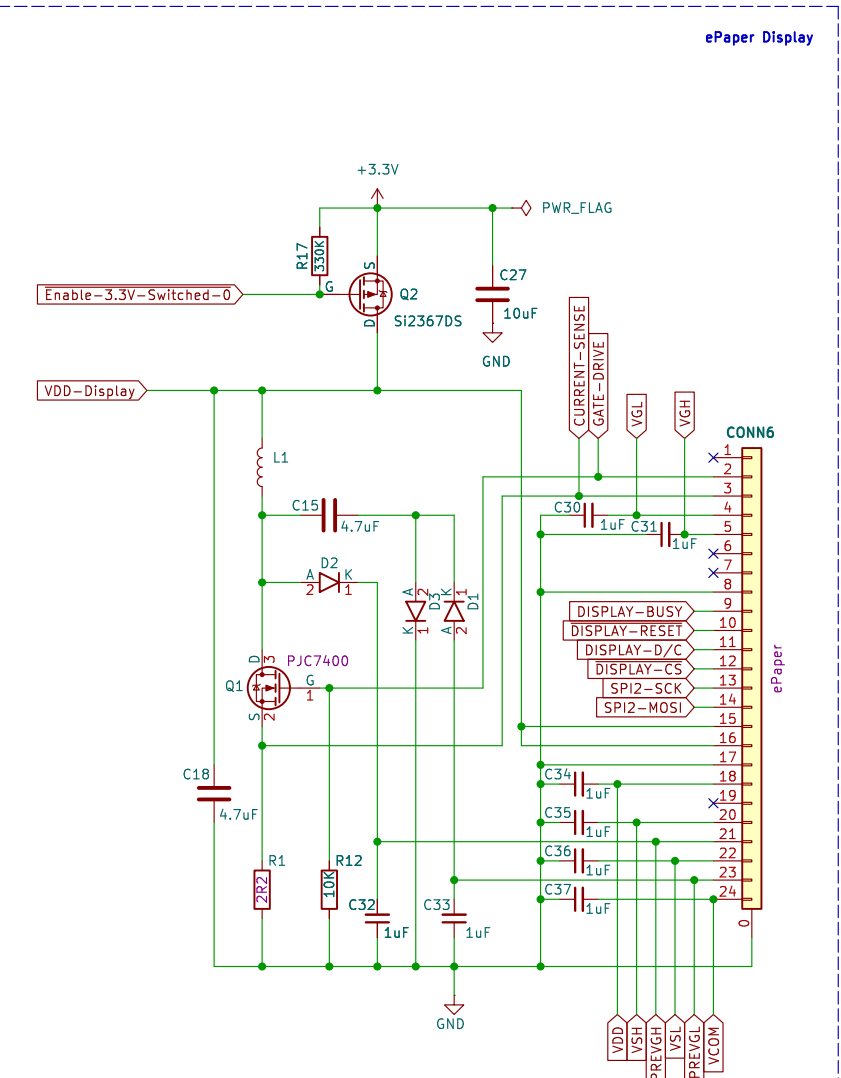 ePaper Display
+3.3V
PWR_FLAG
R17
330K
S
G
D
Q2
Si2367DS
C27
10uF
GND
Enable-3.3V-Switched-0
VDD-Display
CURRENT-SENSE
GATE-DRIVE
VGL
VGH
CONN6
L1
C15
4.7uF
C30
1uF
C31
1uF
D2
A
2
K
1
A
2
D3
K
1
K
1
D1
A
2
D
3
PJC7400
Q1
G
1
S
2
C18
4.7uF
R1
2R2
R12
10K
C32
1uF
C33
1uF
C34
1uF
C35
1uF
C36
1uF
C37
1uF
GND
DISPLAY-BUSY
DISPLAY-RESET
DISPLAY-D/C
DISPLAY-CS
SPI2-SCK
SPI2-MOSI
1
2
3
4
5
6
7
8
9
10
11
12
13
14
15
16
17
18
19
20
21
22
23
24
0
ePaper
VDD
VSH
PREVGH
VSL
PREVGL
VCOM